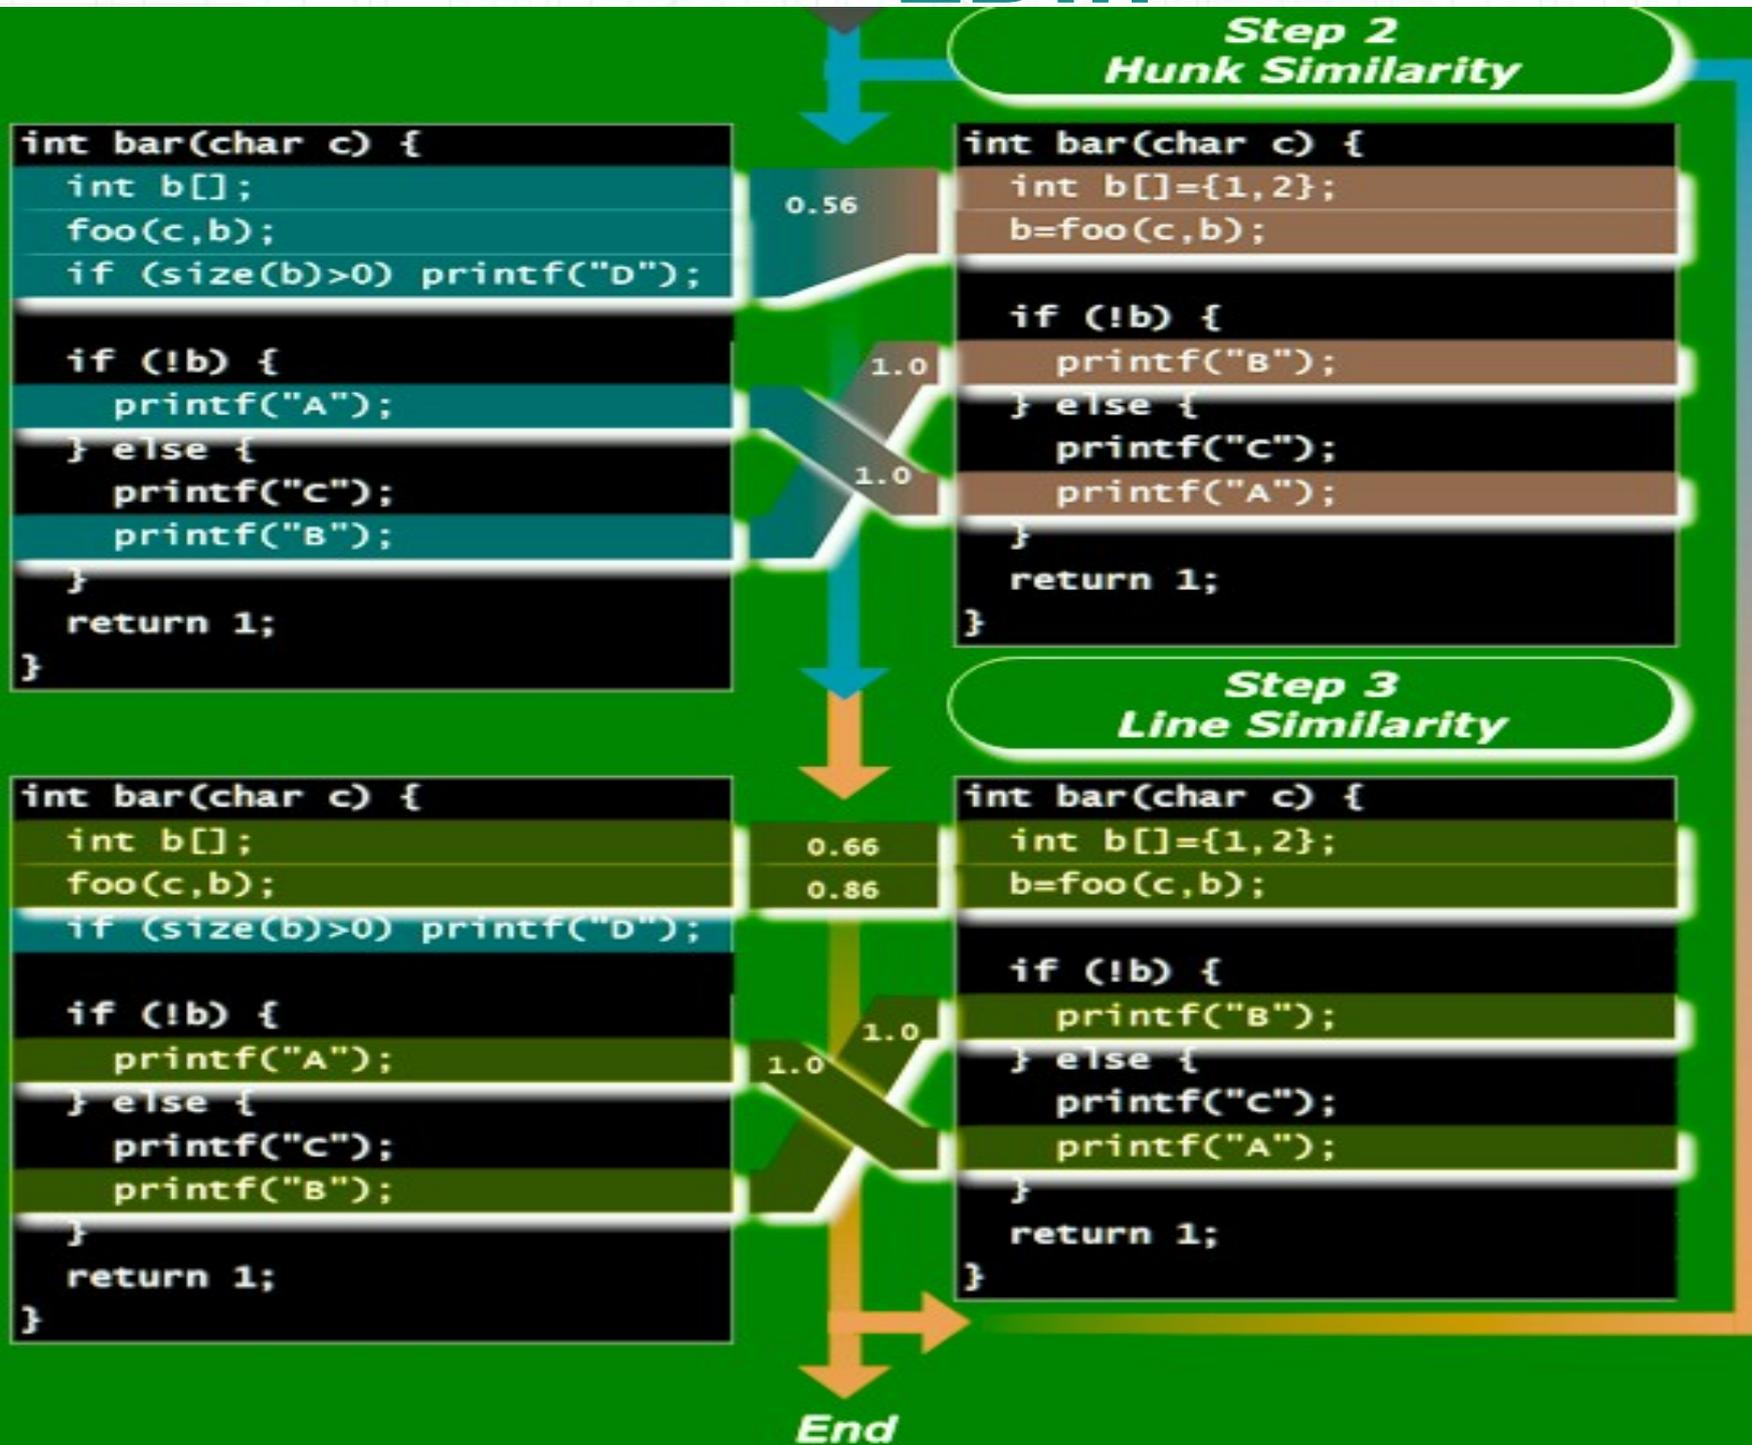 Step 2
Hunk Similarity
int bar(char c) {
int b[];
foo(c,b);
if (size(b)>0) printf("D");
if (!b) {
printf("A");
} else {
printf("C");
printf("B");
}
return 1;
}
0.56
1.0
1.0
int bar(char c) {
int b[]={1,2};
b=foo(c,b);
if (!b) {
printf("B");
} else {
printf("C");
printf("A");
}
return 1;
}
Step 3
Line Similarity
int bar(char c) {
int b[];
foo(c,b);
if (size(b)>0) printf("D");
if (!b) {
printf("A");
} else {
printf("C");
printf("B");
}
return 1;
}
0.66
0.86
1.0
1.0
int bar(char c) {
int b[]={1,2};
b=foo(c,b);
if (!b) {
printf("B");
} else {
printf("C");
printf("A");
}
return 1;
}
End